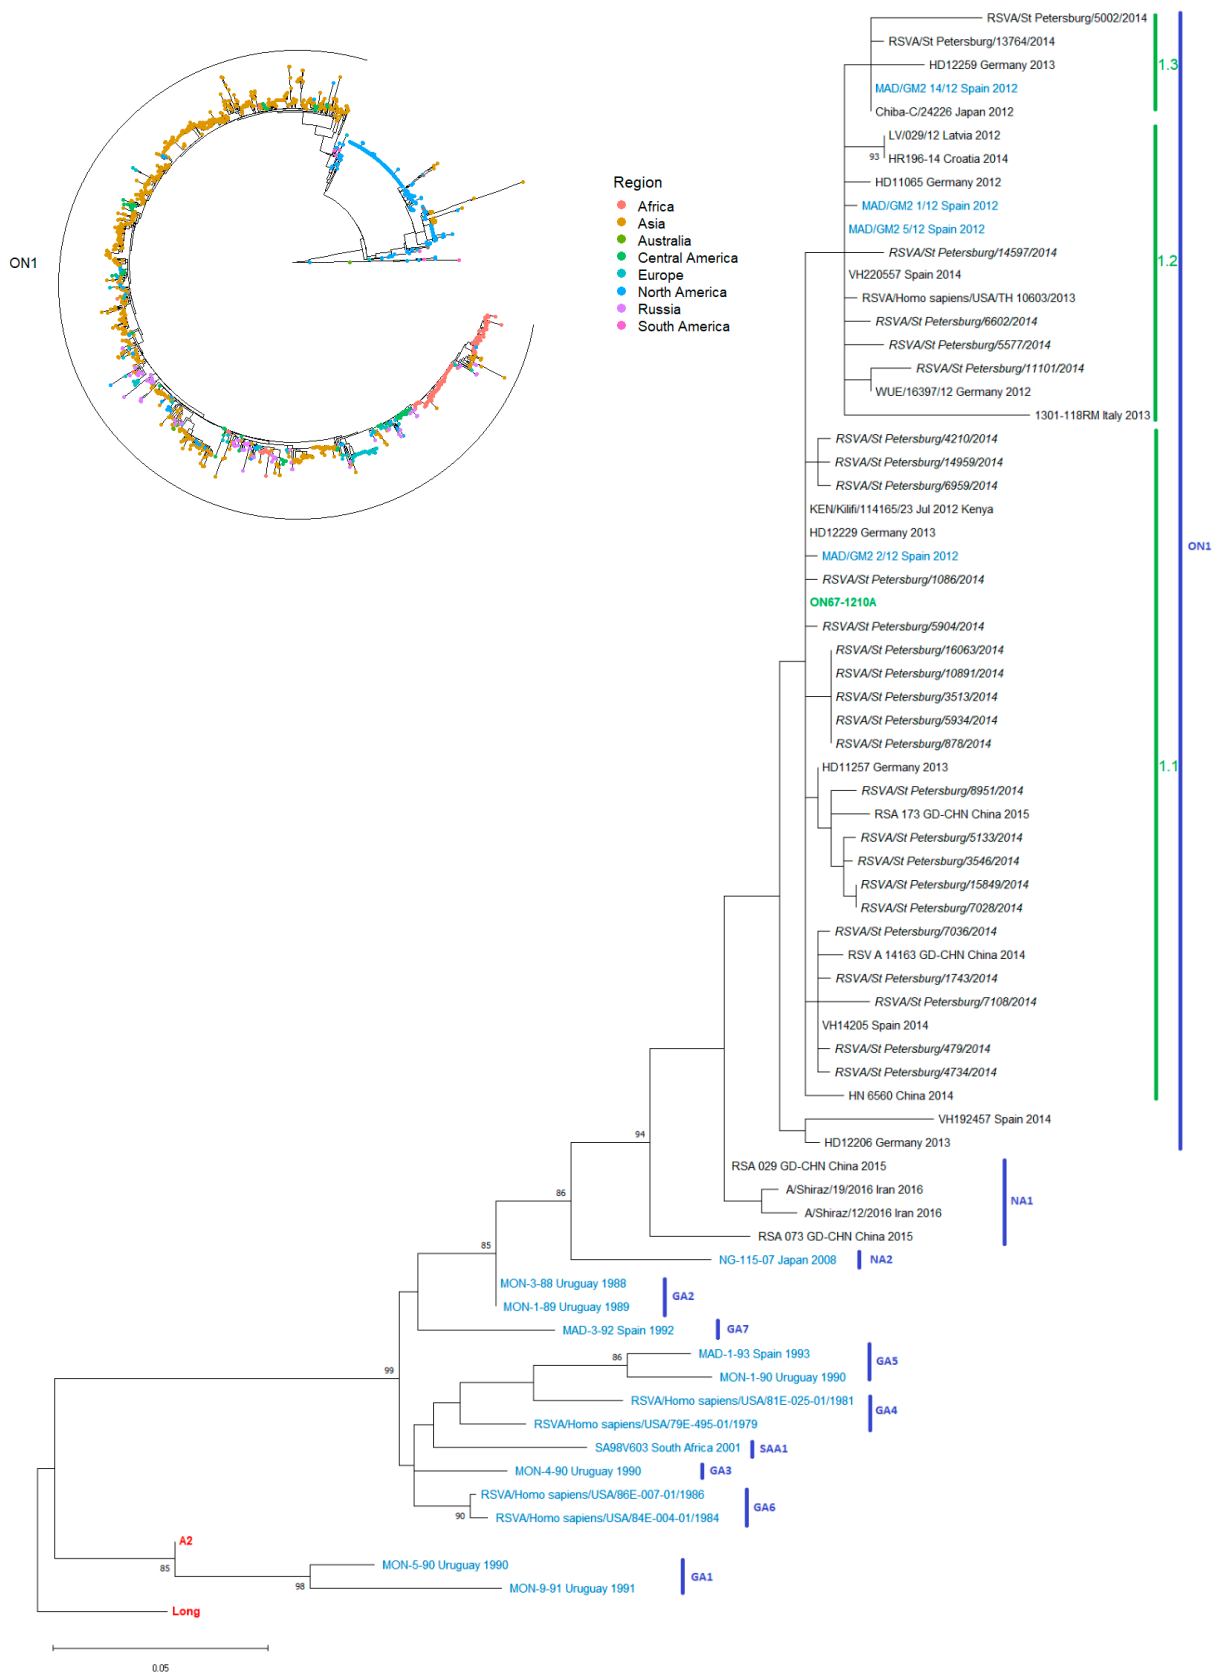 ON1
Region
Africa
Asia
Australia
Central America
Europe
North America
Russia
South America
RSVA/St Petersburg/5002/2014
RSVA/St Petersburg/13764/2014
HD12259 Germany 2013
MAD/GM2 14/12 Spain 2012
Chiba-C/24226 Japan 2012
1.3
LV/029/12 Latvia 2012
93
HR196-14 Croatia 2014
HD11065 Germany 2012
MAD/GM2 1/12 Spain 2012
MAD/GM2 5/12 Spain 2012
RSVA/St Petersburg/14597/2014
VH220557 Spain 2014
RSVA/Homo sapiens/USA/TH 10603/2013
RSVA/St Petersburg/6602/2014
RSVA/St Petersburg/5577/2014
RSVA/St Petersburg/11101/2014
WUE/16397/12 Germany 2012
1301-118RM Italy 2013
1.2
RSVA/St Petersburg/4210/2014
RSVA/St Petersburg/14959/2014
RSVA/St Petersburg/6959/2014
KEN/Kilifi/114165/23 Jul 2012 Kenya
HD12229 Germany 2013
MAD/GM2 2/12 Spain 2012
RSVA/St Petersburg/1086/2014
ON67-1210A
RSVA/St Petersburg/5904/2014
RSVA/St Petersburg/16063/2014
RSVA/St Petersburg/10891/2014
RSVA/St Petersburg/3513/2014
RSVA/St Petersburg/5934/2014
RSVA/St Petersburg/878/2014
HD11257 Germany 2013
RSVA/St Petersburg/8951/2014
RSA 173 GD-CHN China 2015
RSVA/St Petersburg/5133/2014
RSVA/St Petersburg/3546/2014
RSVA/St Petersburg/15849/2014
RSVA/St Petersburg/7028/2014
RSVA/St Petersburg/7036/2014
RSV A 14163 GD-CHN China 2014
RSVA/St Petersburg/1743/2014
RSVA/St Petersburg/7108/2014
VH14205 Spain 2014
RSVA/St Petersburg/479/2014
RSVA/St Petersburg/4734/2014
HN 6560 China 2014
1.1
VH192457 Spain 2014
HD12206 Germany 2013
ON1
94
RSA 029 GD-CHN China 2015
A/Shiraz/19/2016 Iran 2016
A/Shiraz/12/2016 Iran 2016
RSA 073 GD-CHN China 2015
NA1
86
NG-115-07 Japan 2008
NA2
85
MON-3-88 Uruguay 1988
MON-1-89 Uruguay 1989
GA2
MAD-3-92 Spain 1992
GA7
99
86
MAD-1-93 Spain 1993
MON-1-90 Uruguay 1990
GA5
RSVA/Homo sapiens/USA/81E-025-01/1981
RSVA/Homo sapiens/USA/79E-495-01/1979
GA4
SA98V603 South Africa 2001
SAA1
MON-4-90 Uruguay 1990
GA3
RSVA/Homo sapiens/USA/86E-007-01/1986
90
RSVA/Homo sapiens/USA/84E-004-01/1984
GA6
A2
85
MON-5-90 Uruguay 1990
98
MON-9-91 Uruguay 1991
GA1
Long
0.05